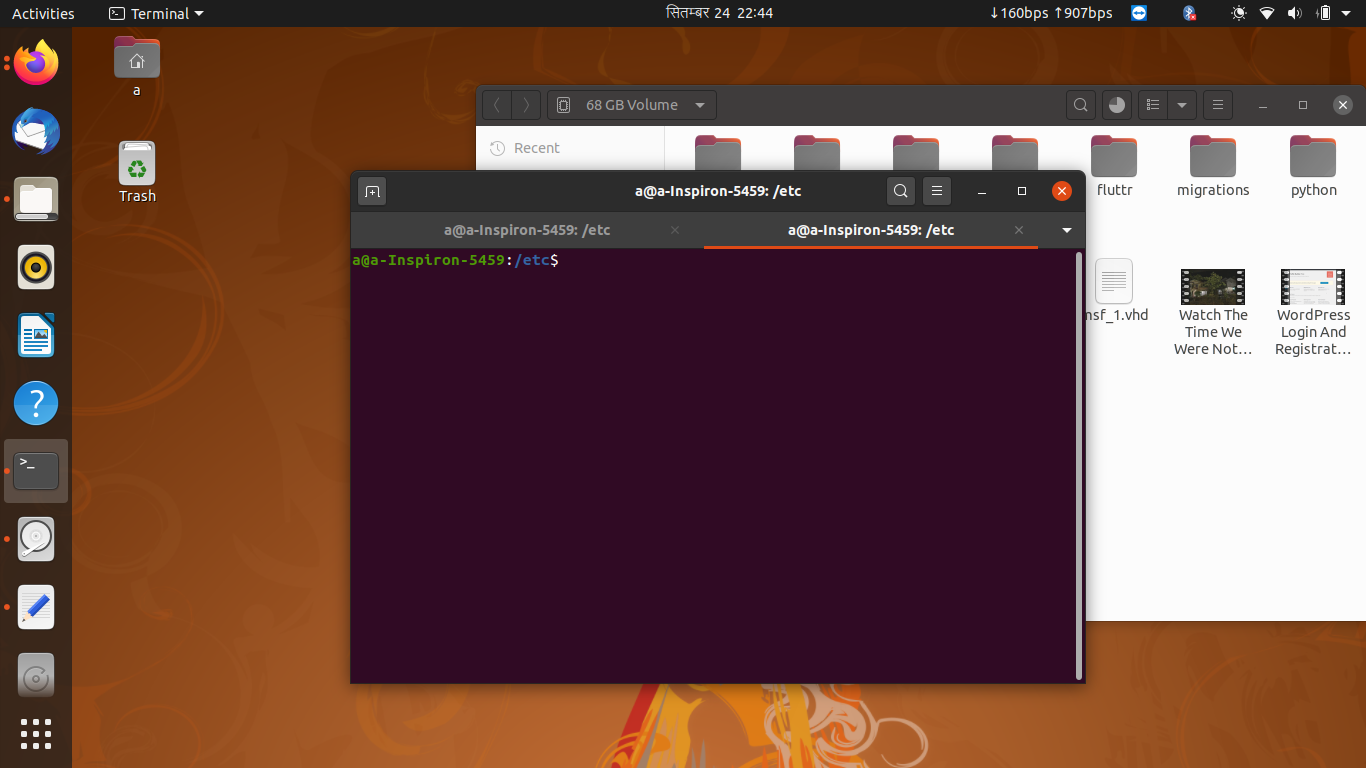 Activities
Terminal
सितम्बर 24 22:44
↓160bps ↑907bps
a
Trash
68 GB Volume
Recent
fluttr
migrations
python
a@a-Inspiron-5459: /etc
a@a-Inspiron-5459: /etc
a@a-Inspiron-5459: /etc
a@a-Inspiron-5459:/etc$
sf_1.vhd
Watch The
Time We
Were Not…
WordPress
Login And
Registrat…